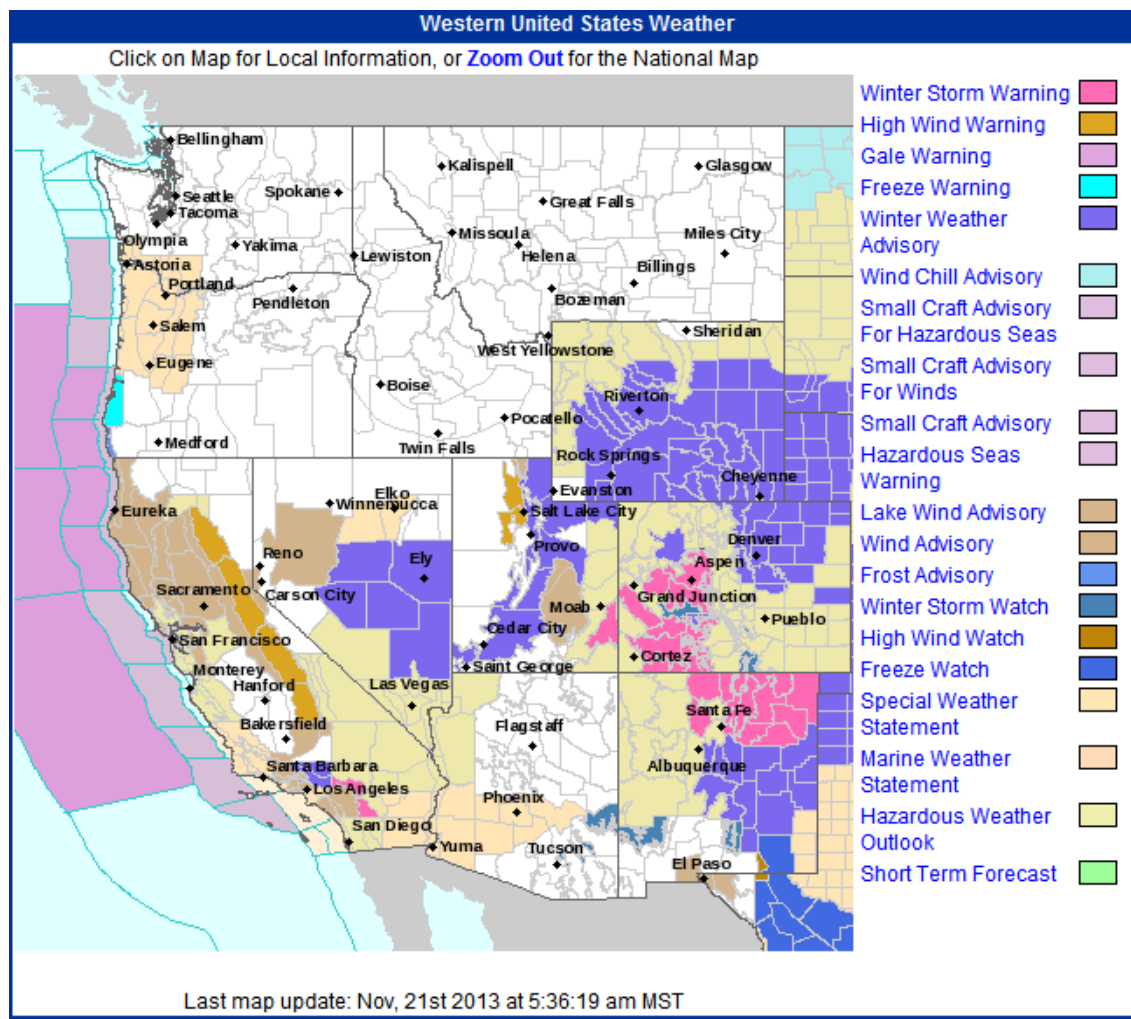 Western United States Weather
Click on Map for Local Information, or Zoom Out for the National Map
Bellingham
Seattle
Tacoma
Olympia
Spokane
Yakima
Astoria
Portland
Salem
Eugene
Medford
Pendleton
Lewiston
Kalispell
Glasgow
Great Falls
Missoula
Helena
Miles City
Billings
Bozeman
West Yellowstone
Sheridan
Boise
Pocatello
Twin Falls
Riverton
Rock Springs
Cheyenne
Evanston
Eureka
Winnemucca
Elko
Reno
Carson City
Ely
Sacramento
San Francisco
Monterey
Hanford
Bakersfield
Las Vegas
Santa Barbara
Los Angeles
San Diego
Salt Lake City
Provo
Moab
Cedar City
Saint George
Denver
Aspen
Grand Junction
Pueblo
Cortez
Flagstaff
Phoenix
Yuma
Tucson
Santa Fe
Albuquerque
El Paso
Winter Storm Warning
High Wind Warning
Gale Warning
Freeze Warning
Winter Weather
Advisory
Wind Chill Advisory
Small Craft Advisory
For Hazardous Seas
Small Craft Advisory
For Winds
Small Craft Advisory
Hazardous Seas
Warning
Lake Wind Advisory
Wind Advisory
Frost Advisory
Winter Storm Watch
High Wind Watch
Freeze Watch
Special Weather
Statement
Marine Weather
Statement
Hazardous Weather
Outlook
Short Term Forecast
Last map update: Nov, 21st 2013 at 5:36:19 am MST